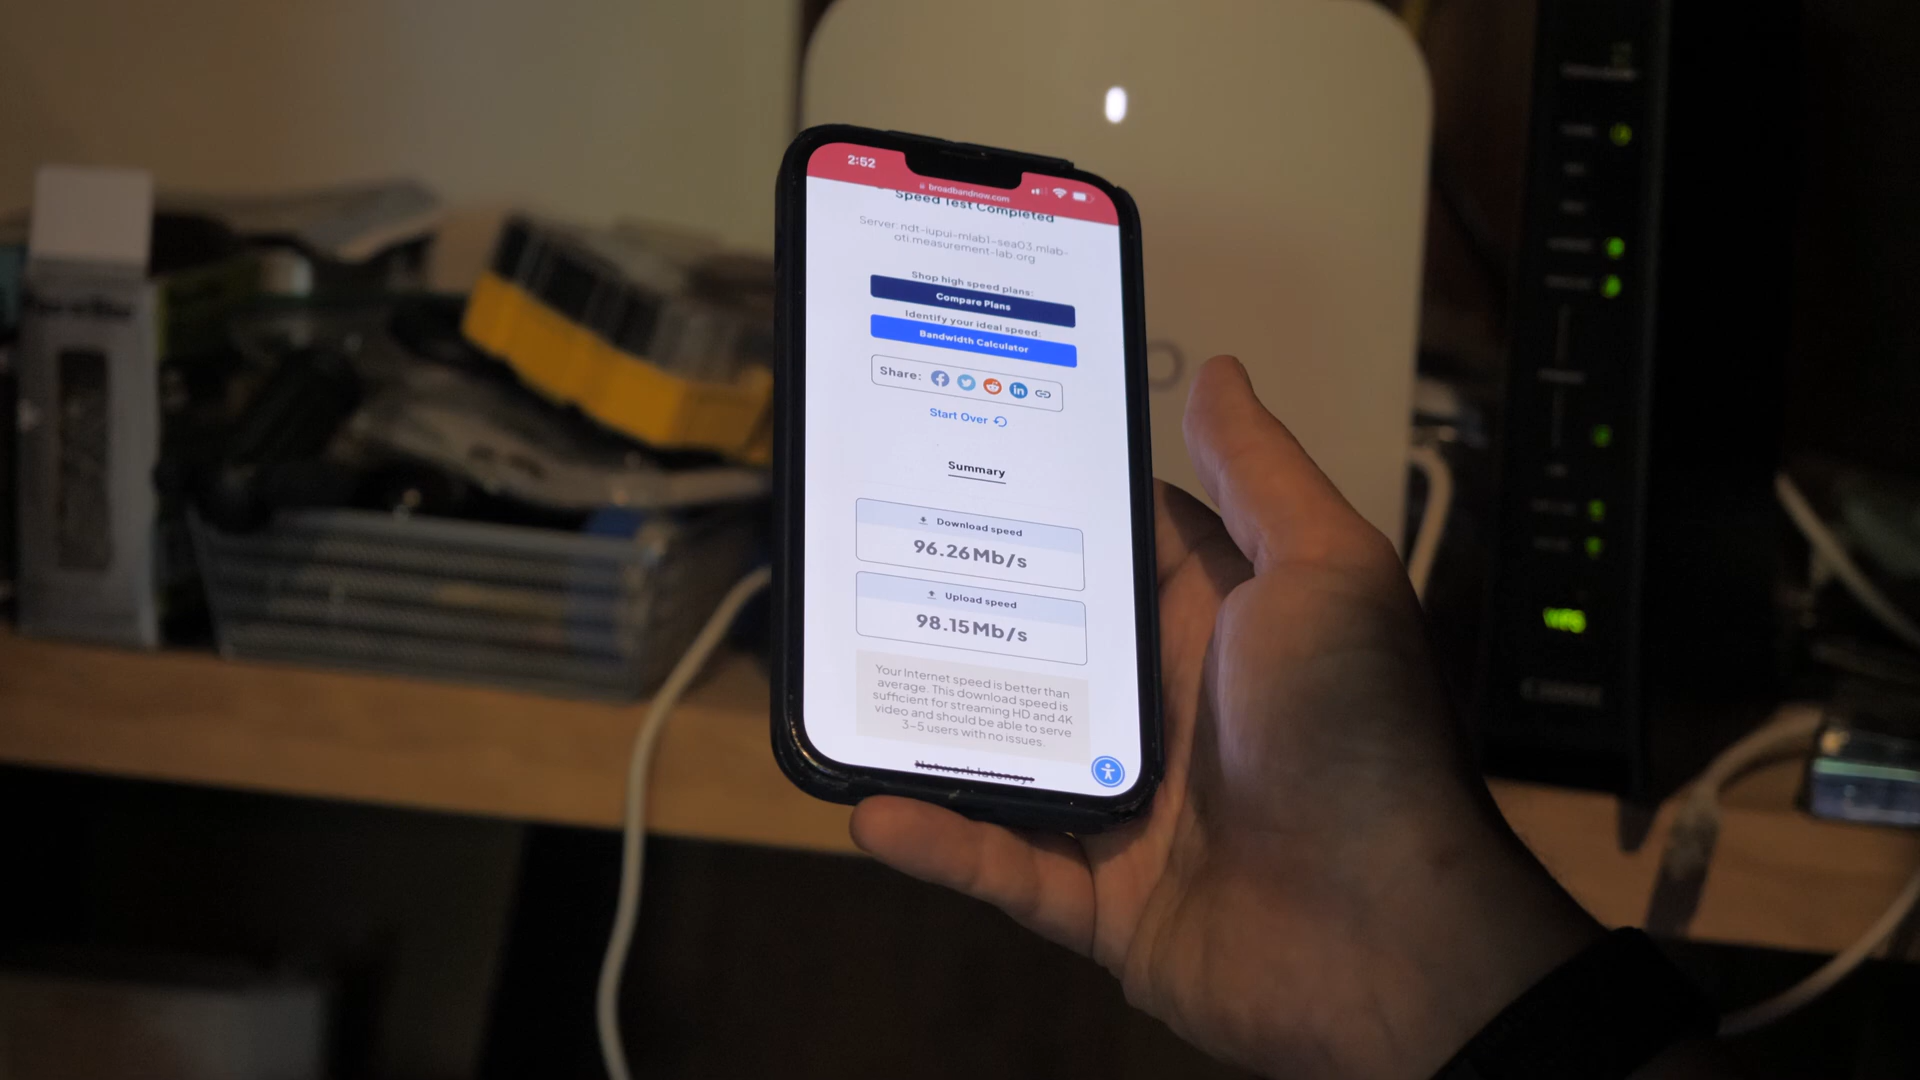 2:52
broadbandnow.com
Speed Test Completed
Server: ndt-iupui-mlab1-sea03.mlab-
oti.measurement-lab.org
Shop high speed plans:
Compare Plans
Identify your ideal speed:
Bandwidth Calculator
Share:
Start Over
Summary
Download speed
96.26Mb/s
Upload speed
98.15Mb/s
Your Internet speed is better than
average. This download speed is
sufficient for streaming HD and 4K
video and should be able to serve
3-5 users with no issues.
Network latency: